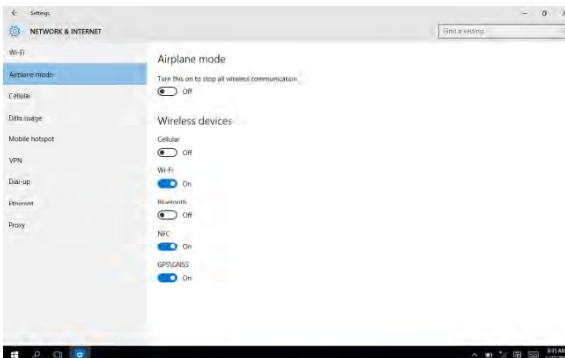 Settings
NETWORK & INTERNET
Find a setting
Wi-Fi
Airplane mode
Cellular
Data usage
Mobile hotspot
VPN
Dial-up
Ethernet
Proxy
Airplane mode
Turn this on to stop all wireless communication
Off
Wireless devices
Cellular
Off
Wi-Fi
On
Bluetooth
Off
NFC
On
GPS\GNSS
On